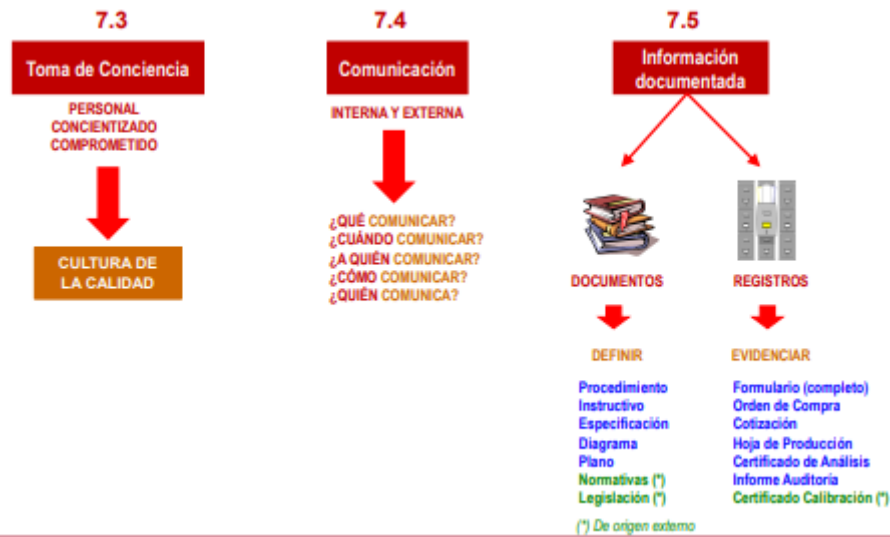 7.3
Toma de Conciencia
PERSONAL
CONCIENTIZADO
COMPROMETIDO
CULTURA DE
LA CALIDAD
7.4
Comunicación
INTERNA Y EXTERNA
¿QUÉ COMUNICAR?
¿CUÁNDO COMUNICAR?
¿A QUIÉN COMUNICAR?
¿CÓMO COMUNICAR?
¿QUIÉN COMUNICA?
7.5
Información
documentada
DOCUMENTOS
DEFINIR
Procedimiento
Instructivo
Especificación
Diagrama
Plano
Normativas (*)
Legislación (*)
(*) De origen externo
REGISTROS
EVIDENCIAR
Formulario (completo)
Orden de Compra
Cotización
Hoja de Producción
Certificado de Análisis
Informe Auditoría
Certificado Calibración (*)